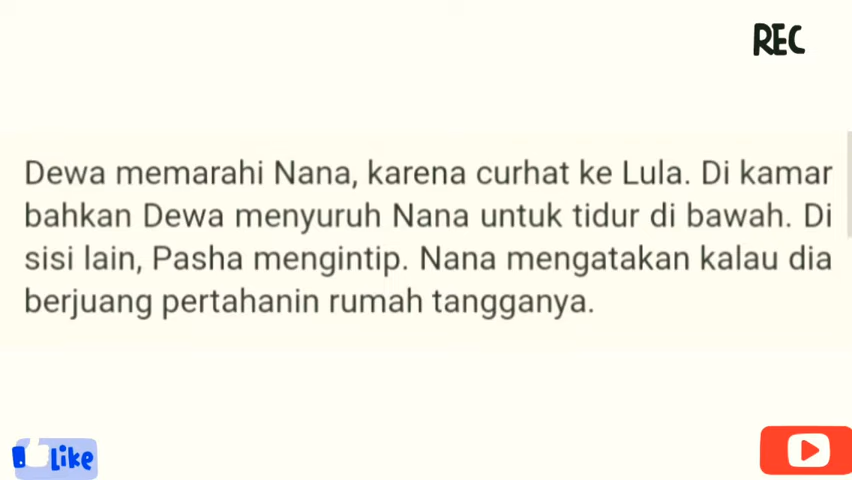 REC
Dewa memarahi Nana, karena curhat ke Lula. Di kamar
bahkan Dewa menyuruh Nana untuk tidur di bawah. Di
sisi lain, Pasha mengintip. Nana mengatakan kalau dia
berjuang pertahanin rumah tangganya.
Like